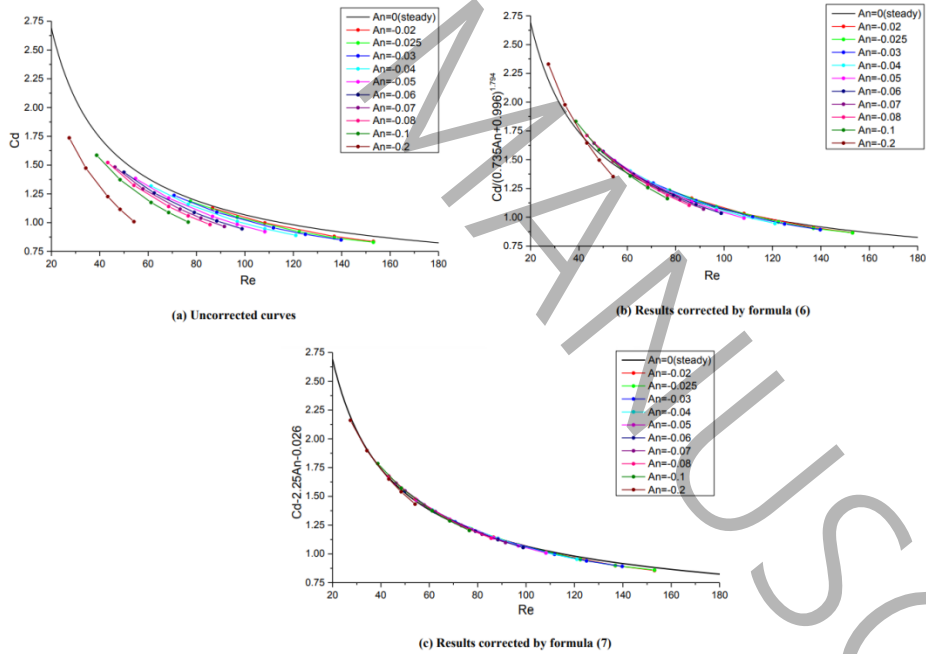 2.75
2.50
2.25
2.00
1.75
1.50
1.25
1.00
0.75
20 40 60 80 100 120 140 160 180
Cd
Re
An=0(steady)
An=-0.02
An=-0.025
An=-0.03
An=-0.04
An=-0.05
An=-0.06
An=-0.07
An=-0.08
An=-0.1
An=-0.2
(a) Uncorrected curves
2.75
2.50
2.25
2.00
1.75
1.50
1.25
1.00
0.75
20 40 60 80 100 120 140 160 180
Cd/(0.735An+0.996)^1.794
Re
An=0(steady)
An=-0.02
An=-0.025
An=-0.03
An=-0.04
An=-0.05
An=-0.06
An=-0.07
An=-0.08
An=-0.1
An=-0.2
(b) Results corrected by formula (6)
2.75
2.50
2.25
2.00
1.75
1.50
1.25
1.00
0.75
20 40 60 80 100 120 140 160 180
Cd-2.25An-0.026
Re
An=0(steady)
An=-0.02
An=-0.025
An=-0.03
An=-0.04
An=-0.05
An=-0.06
An=-0.07
An=-0.08
An=-0.1
An=-0.2
(c) Results corrected by formula (7)
MANUSC